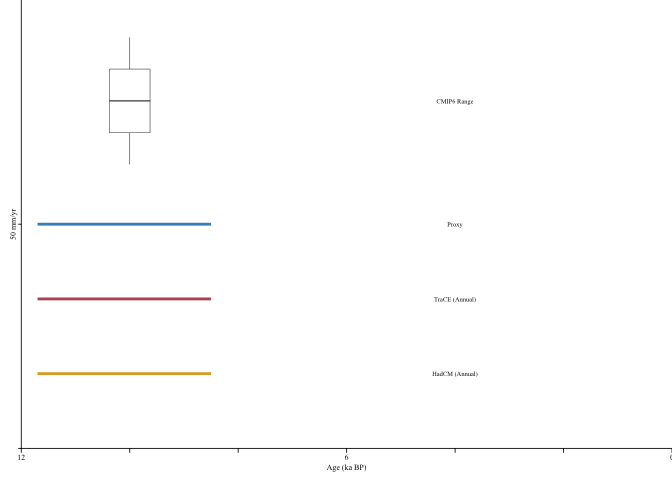 CMIP6 Range
50 mm/yr
Proxy
TraCE (Annual)
HadCM (Annual)
12
6
0
Age (ka BP)